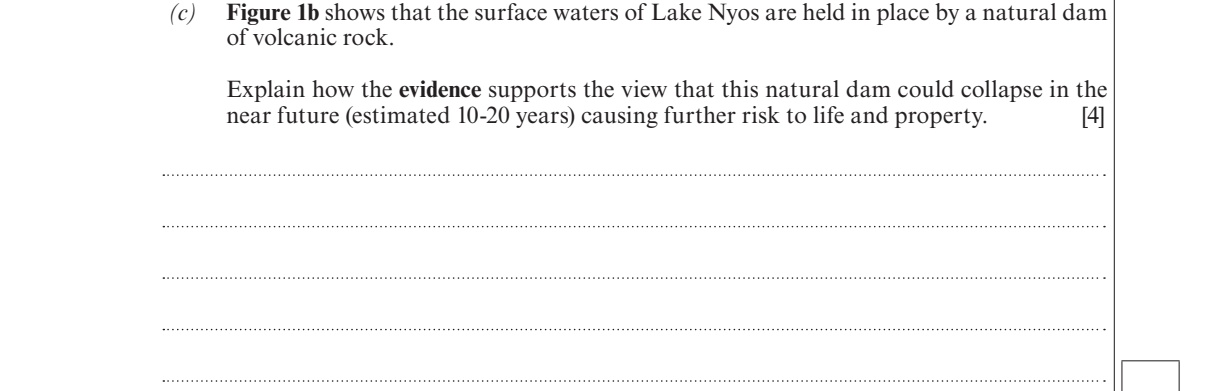 (c) Figure 1b shows that the surface waters of Lake Nyos are held in place by a natural dam
of volcanic rock.
Explain how the evidence supports the view that this natural dam could collapse in the
near future (estimated 10-20 years) causing further risk to life and property. [4]